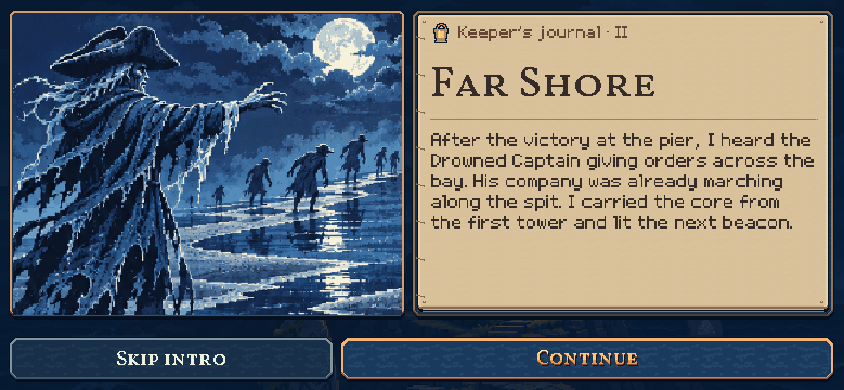 Keeper's journal · II
FAR SHORE
After the victory at the pier, I heard the
Drowned Captain giving orders across the
bay. His company was already marching
along the spit. I carried the core from
the first tower and lit the next beacon.
SKIP INTRO
CONTINUE